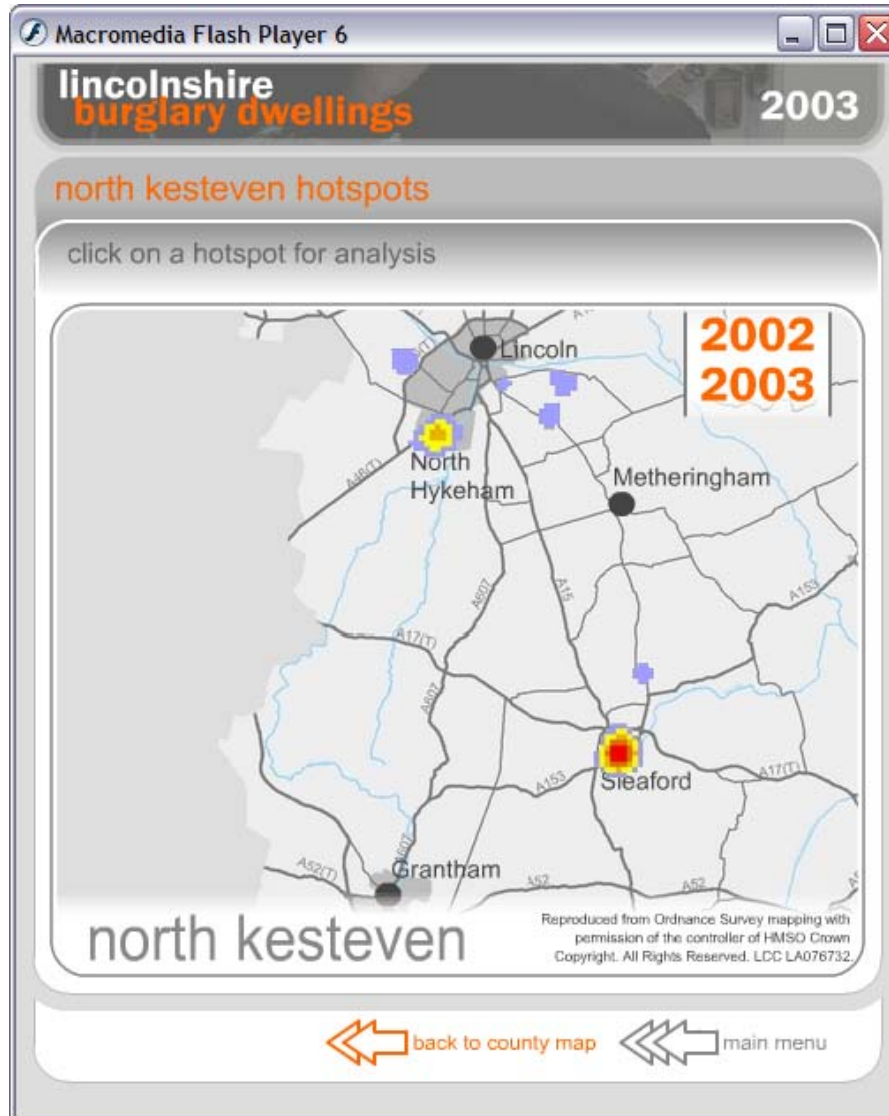 Macromedia Flash Player 6
lincolnshire
burglary dwellings
2003
north kesteven hotspots
click on a hotspot for analysis
2002
2003
Lincoln
North
Hykeham
A46(T)
Metheringham
A15
A153
A607
A17(T)
A607
Sleaford
A17(T)
A153
A607
Grantham
A52(T)
A52
A52
north kesteven
Reproduced from Ordnance Survey mapping with
permission of the controller of HMSO Crown
Copyright. All Rights Reserved. LCC LA076732.
back to county map
main menu